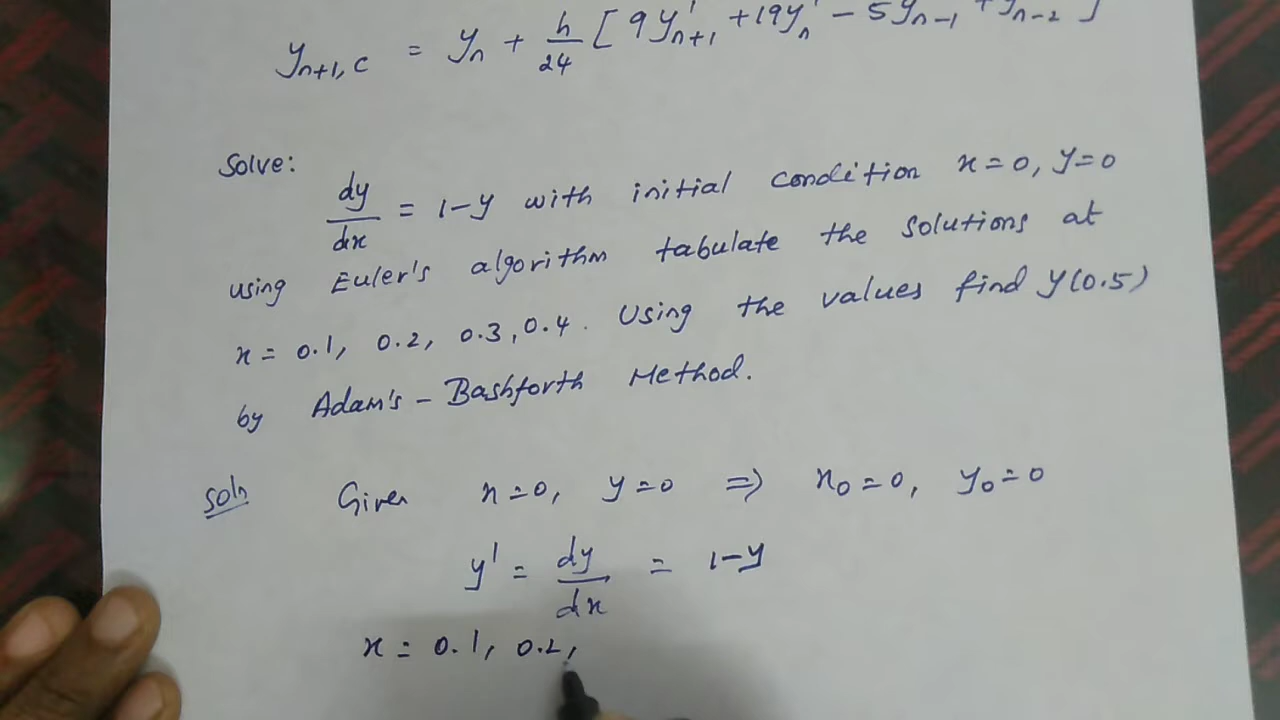 yₙ₊₁,c = yₙ + h/24 [ 9y'ₙ₊₁ + 19y'ₙ − 5y'ₙ₋₁ + y'ₙ₋₂ ]
Solve:
dy/dx = 1-y with initial condition x=0, y=0
using Euler's algorithm tabulate the solutions at
x = 0.1, 0.2, 0.3, 0.4. Using the values find y(0.5)
by Adam's - Bashforth Method.
Soln Given x=0, y=0 ⇒ x₀=0, y₀=0
y' = dy/dx = 1-y
x = 0.1, 0.2,